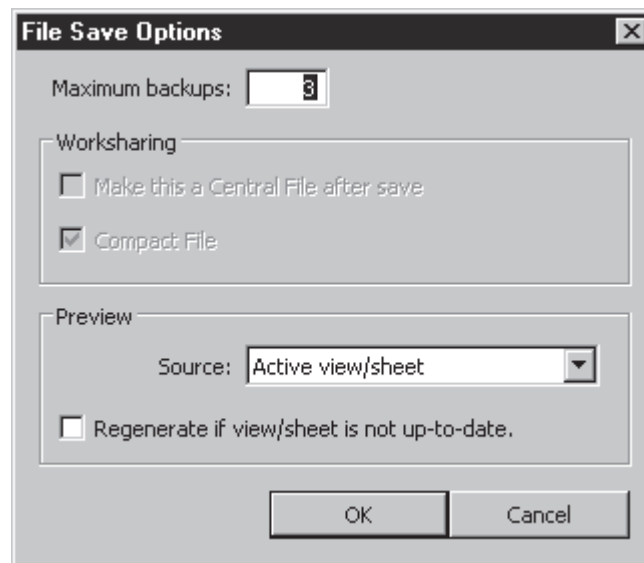 File Save Options
Maximum backups: 3
Worksharing
Make this a Central File after save
Compact File
Preview
Source: Active view/sheet
Regenerate if view/sheet is not up-to-date.
OK Cancel